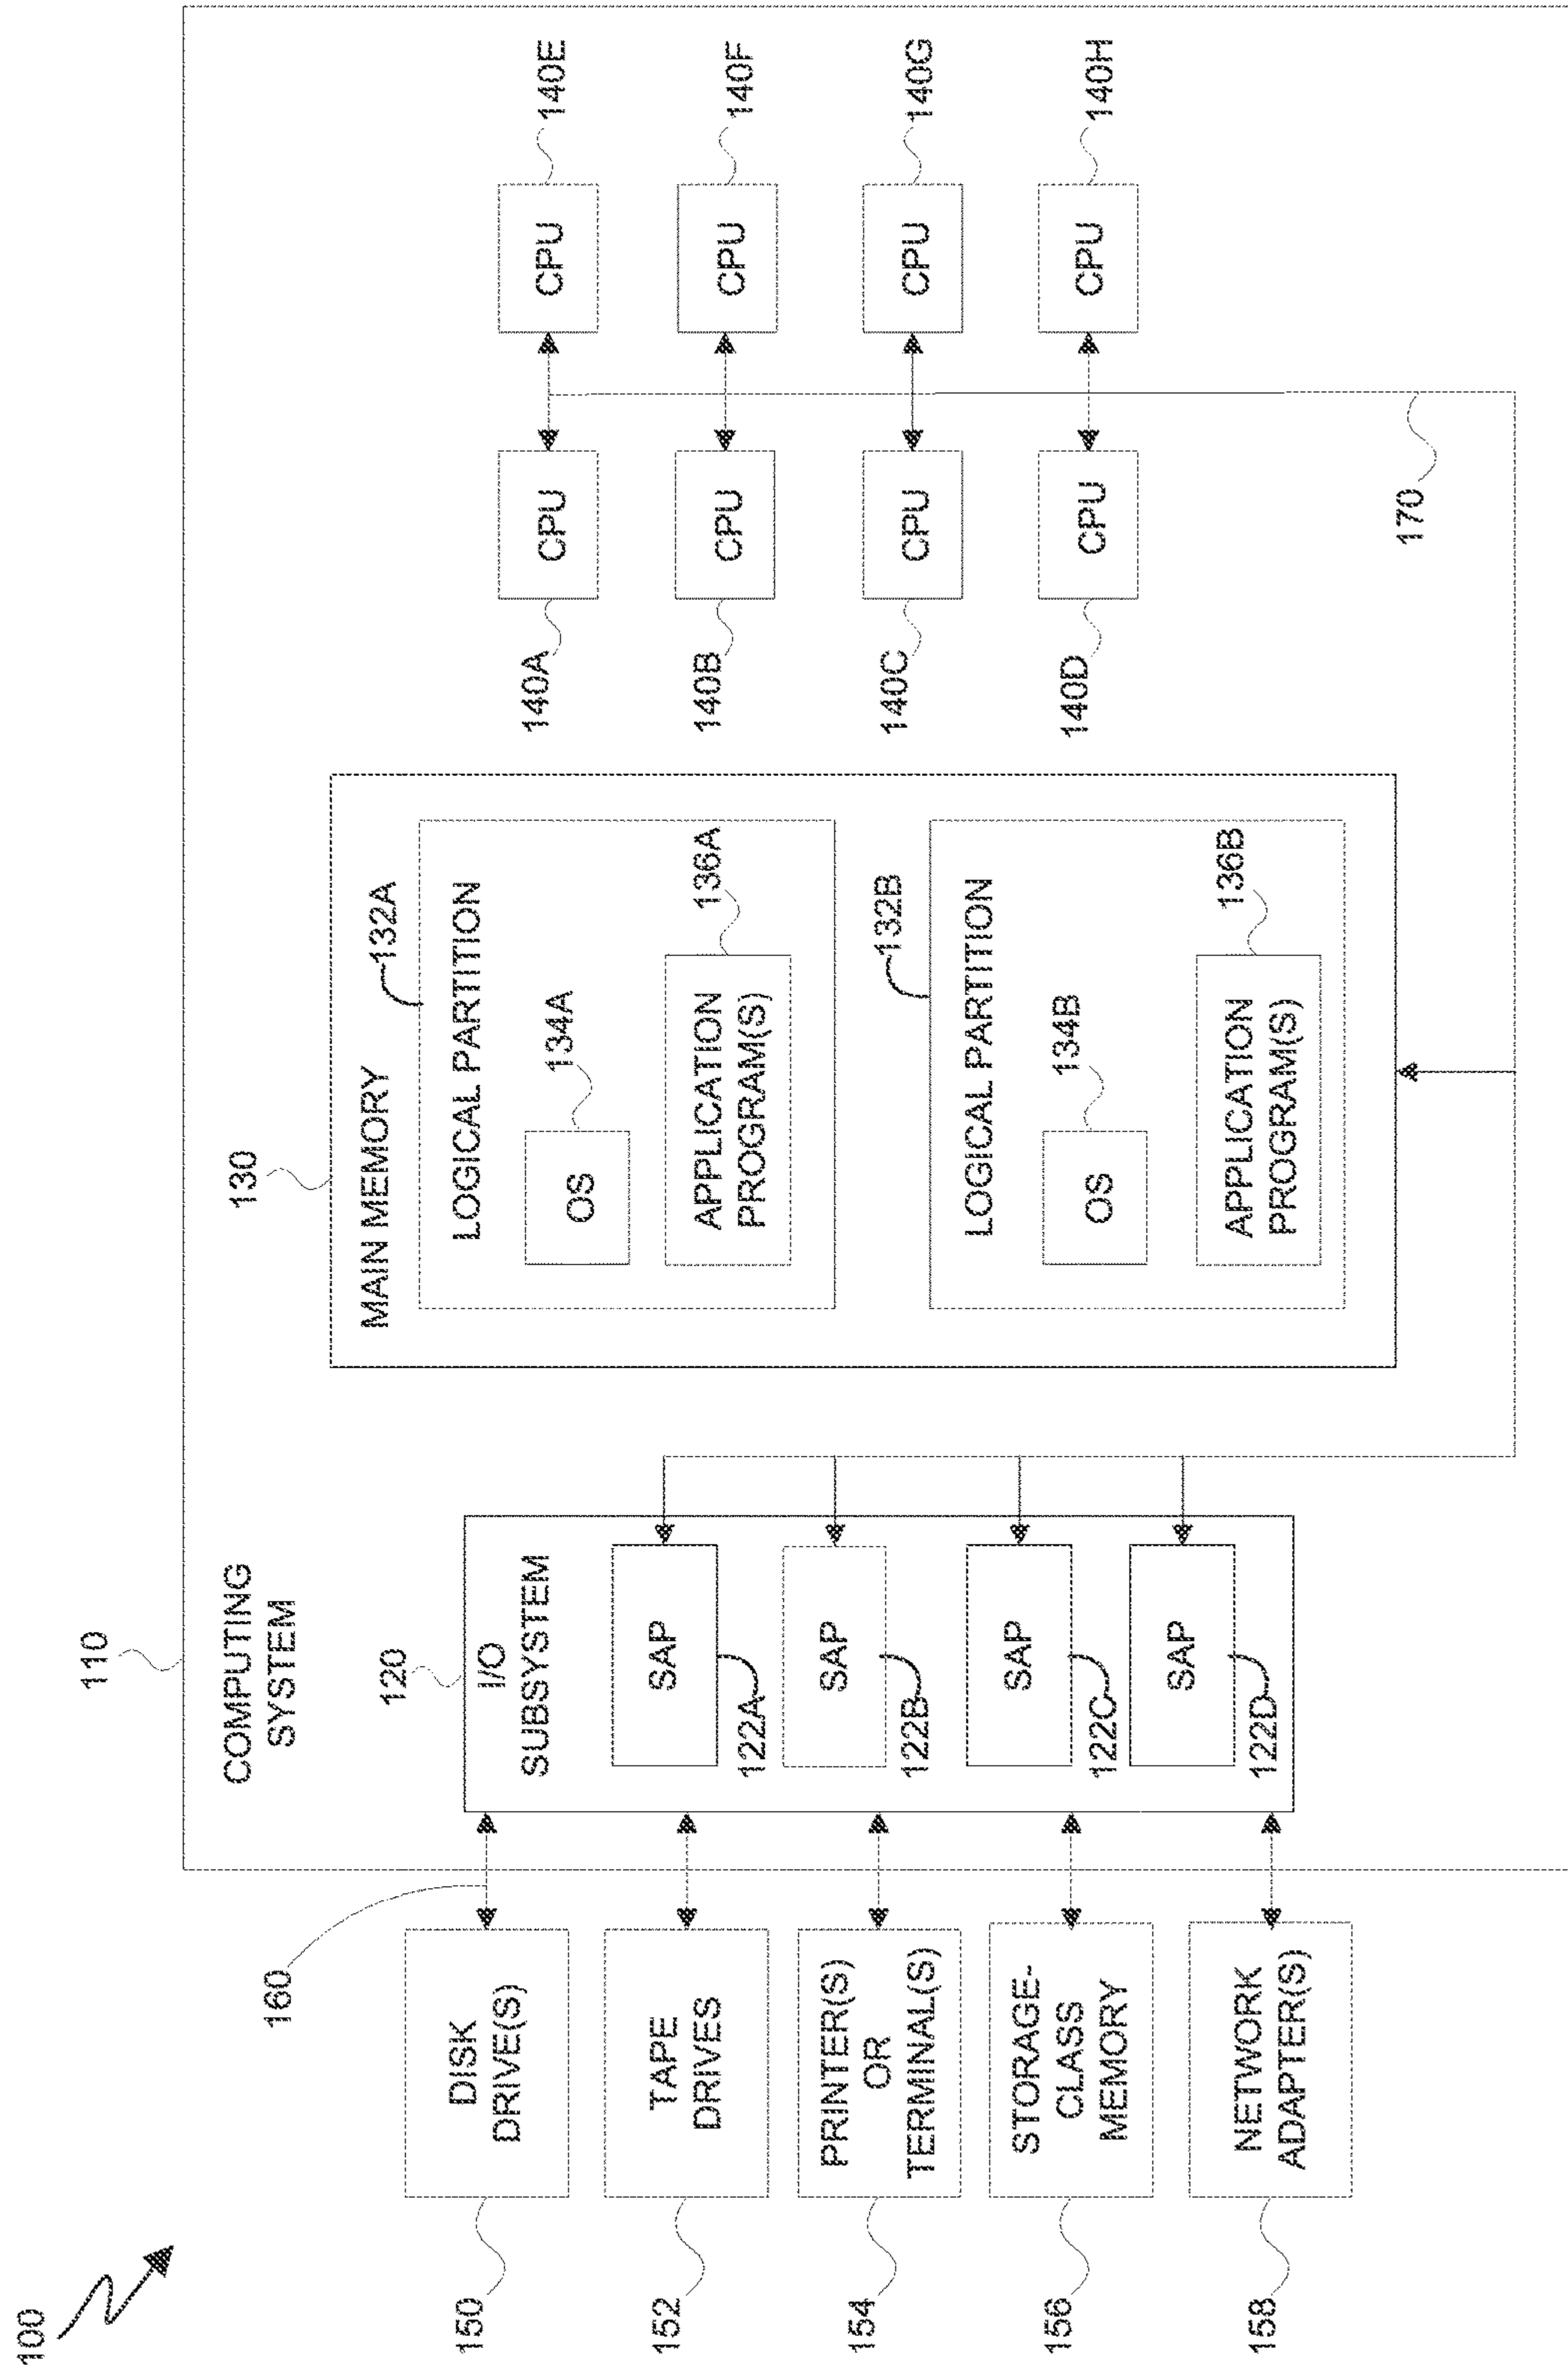 100
110
COMPUTING
SYSTEM
160
150
DISK
DRIVE(S)
152
TAPE
DRIVES
154
PRINTER(S)
OR
TERMINAL(S)
156
STORAGE-
CLASS
MEMORY
158
NETWORK
ADAPTER(S)
120
I/O
SUBSYSTEM
SAP
122A
SAP
122B
SAP
122C
SAP
122D
130
MAIN MEMORY
132A
LOGICAL PARTITION
134A
OS
136A
APPLICATION
PROGRAM(S)
132B
LOGICAL PARTITION
134B
OS
136B
APPLICATION
PROGRAM(S)
140A
CPU
CPU
140E
140B
CPU
CPU
140F
140C
CPU
CPU
140G
140D
CPU
CPU
140H
170